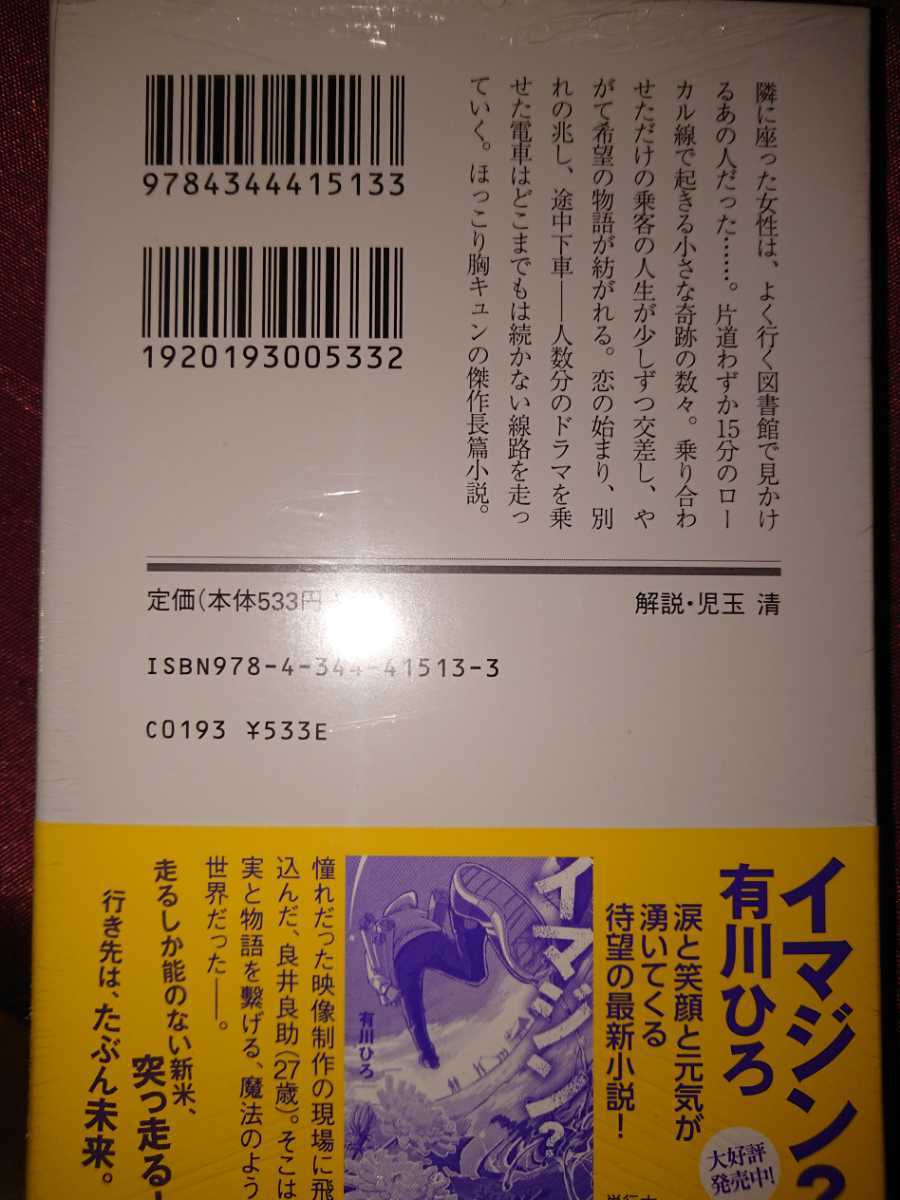 隣に座った女性は、よく行く図書館で見かけ
るあの人だった……。片道わずか15分のロー
カル線で起きる小さな奇跡の数々。乗り合わ
せただけの乗客の人生が少しずつ交差し、や
がて希望の物語が紡がれる。恋の始まり、別
れの兆し、途中下車――人数分のドラマを乗
せた電車はどこまでもは続かない線路を走っ
ていく。ほっこり胸キュンの傑作長篇小説。
9784344415133
1920193005332
定価(本体533円
解説・児玉 清
ISBN978-4-344-41513-3
C0193 ¥533E
イマジン?
有川ひろ
涙と笑顔と元気が
湧いてくる
待望の最新小説!
大好評
発売中!
イマジン?
有川ひろ
憧れだった映像制作の現場に飛
込んだ、良井良助(27歳)。そこは
実と物語を繋げる、魔法のよう
世界だった――。
走るしか能のない新米、
突っ走る
行き先は、たぶん未来。